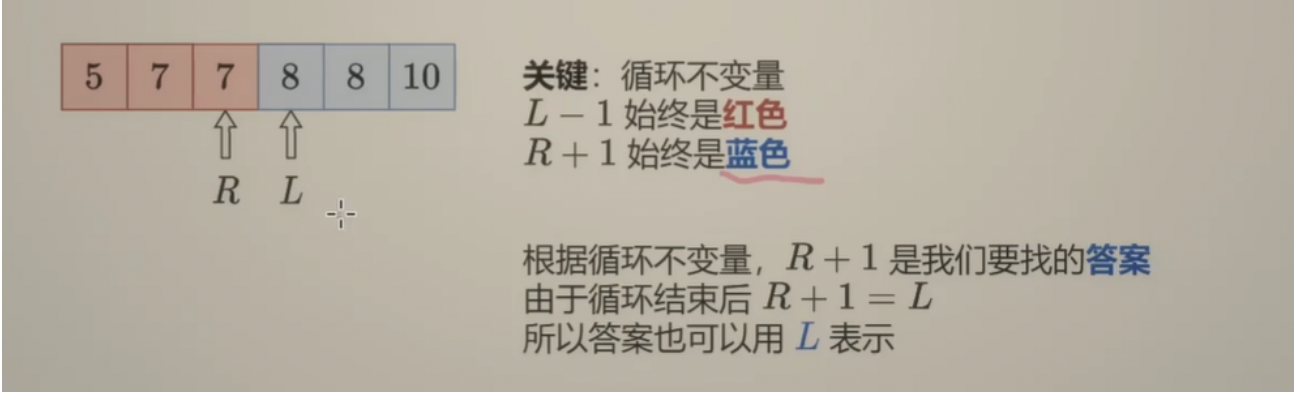 5 7 7 8 8 10
R L
关键：循环不变量
L − 1 始终是红色
R + 1 始终是蓝色
根据循环不变量，R + 1 是我们要找的答案
由于循环结束后 R + 1 = L
所以答案也可以用 L 表示